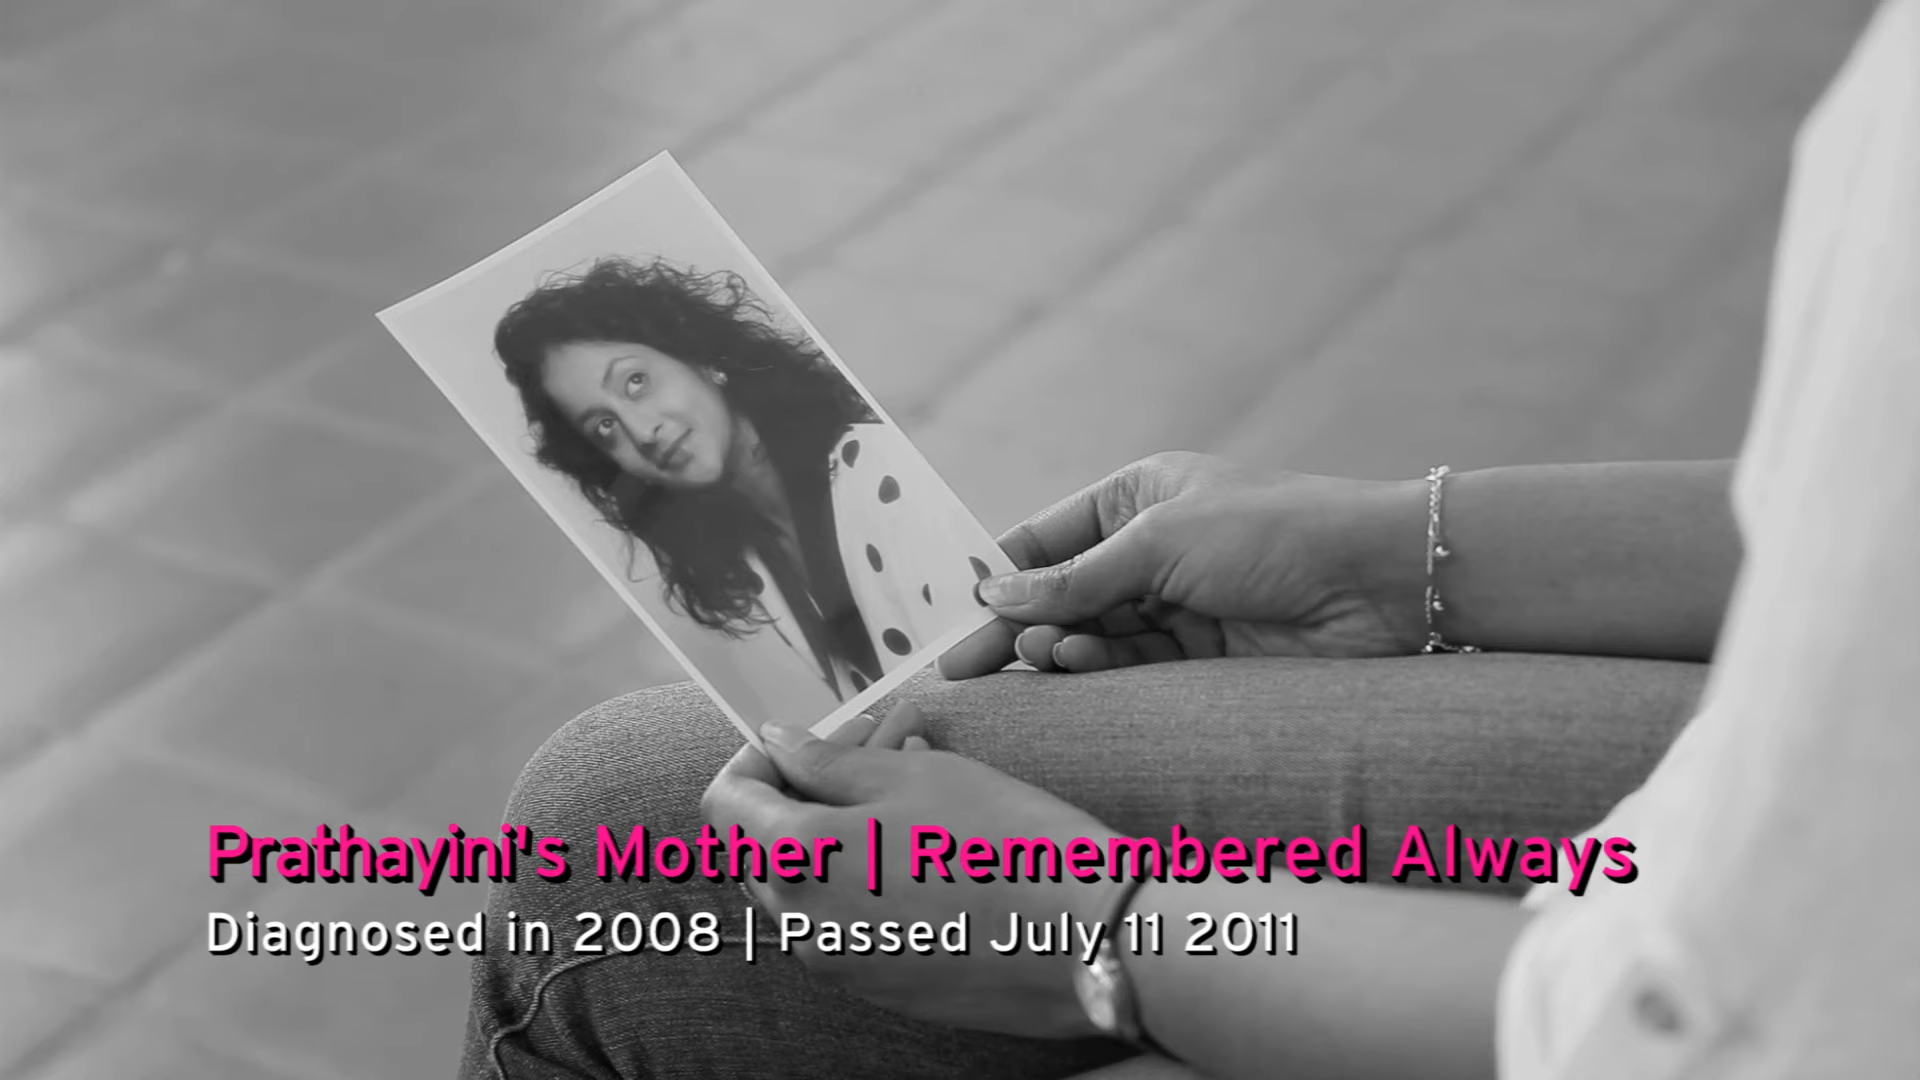 Prathayini's Mother | Remembered Always
Diagnosed in 2008 | Passed July 11 2011